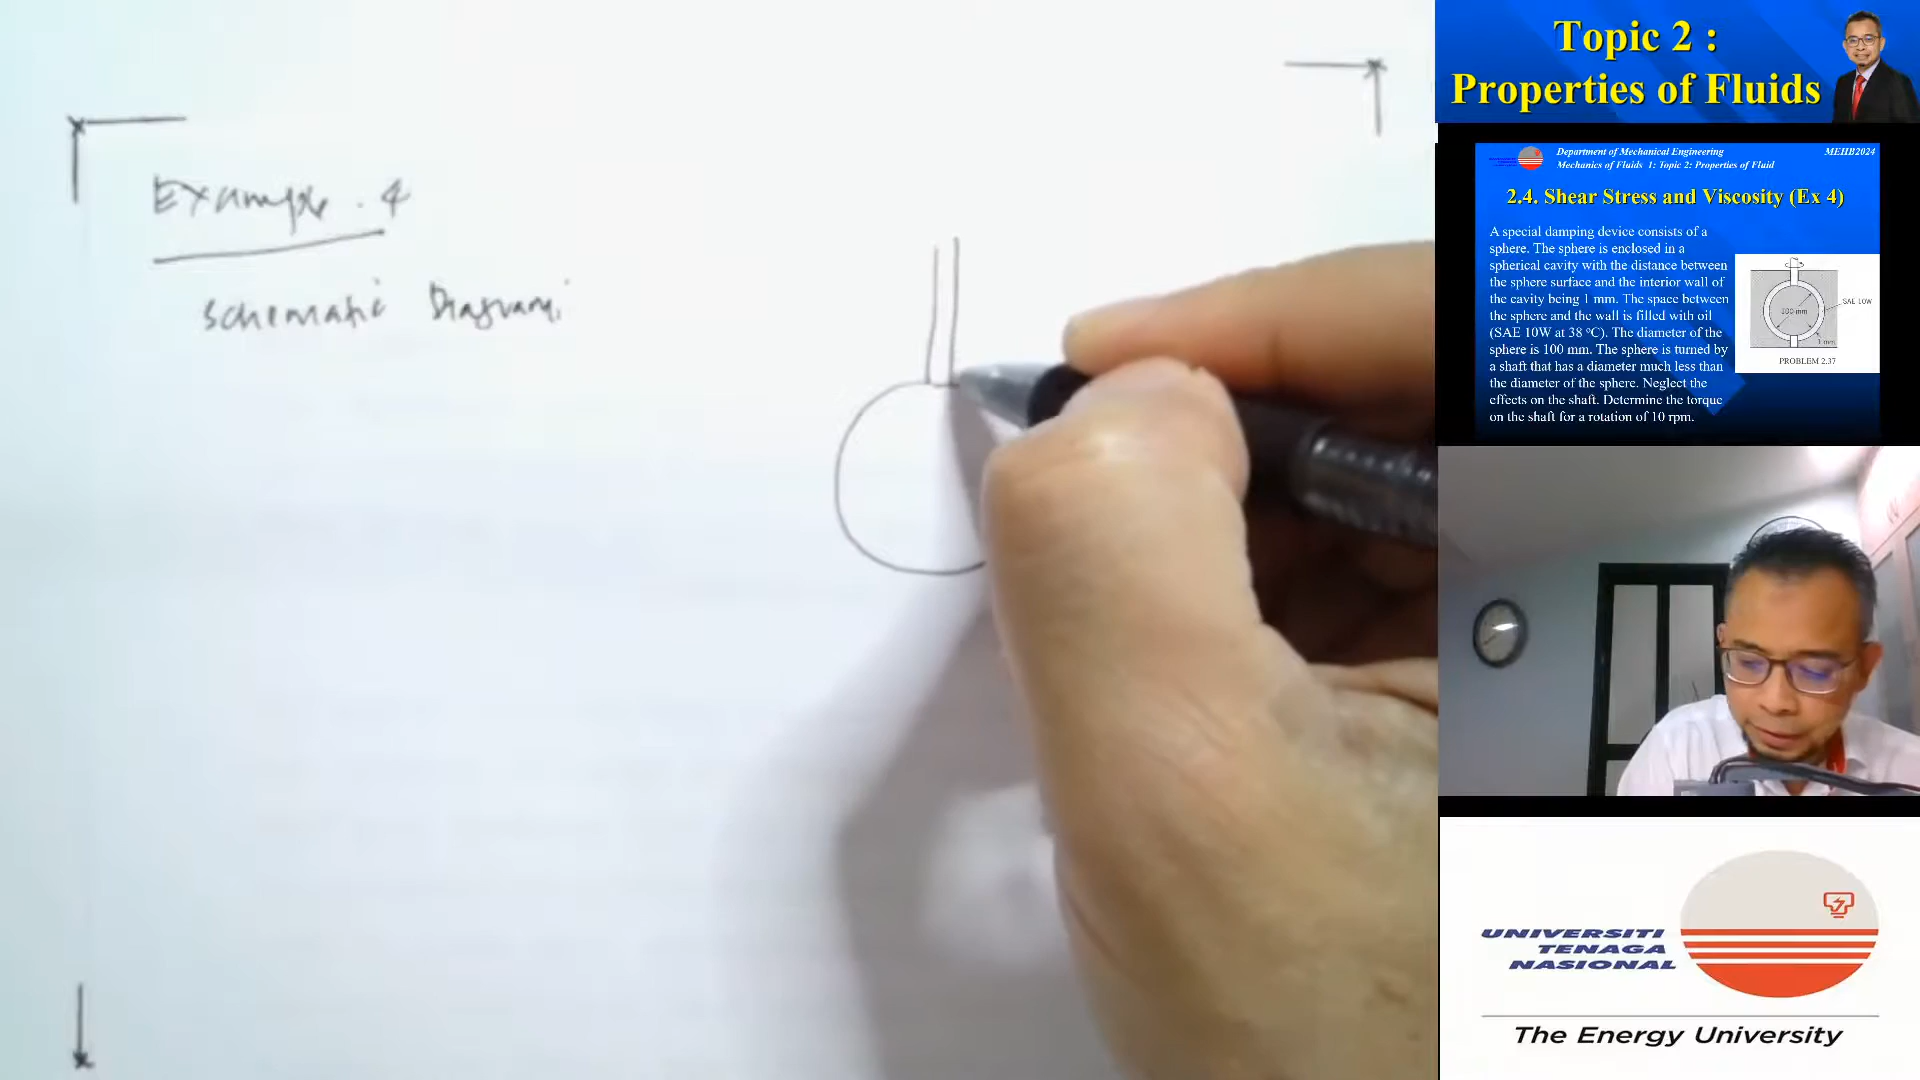 Example . 4
Schematic Diagram:
Topic 2 :
Properties of Fluids
Department of Mechanical Engineering
MEHB2024
Mechanics of Fluids 1: Topic 2: Properties of Fluid
2.4. Shear Stress and Viscosity (Ex 4)
A special damping device consists of a
sphere. The sphere is enclosed in a
spherical cavity with the distance between
the sphere surface and the interior wall of
the cavity being 1 mm. The space between
the sphere and the wall is filled with oil
(SAE 10W at 38 °C). The diameter of the
sphere is 100 mm. The sphere is turned by
a shaft that has a diameter much less than
the diameter of the sphere. Neglect the
effects on the shaft. Determine the torque
on the shaft for a rotation of 10 rpm.
SAE 10W
100 mm
1 mm
PROBLEM 2.37
UNIVERSITI
TENAGA
NASIONAL
The Energy University